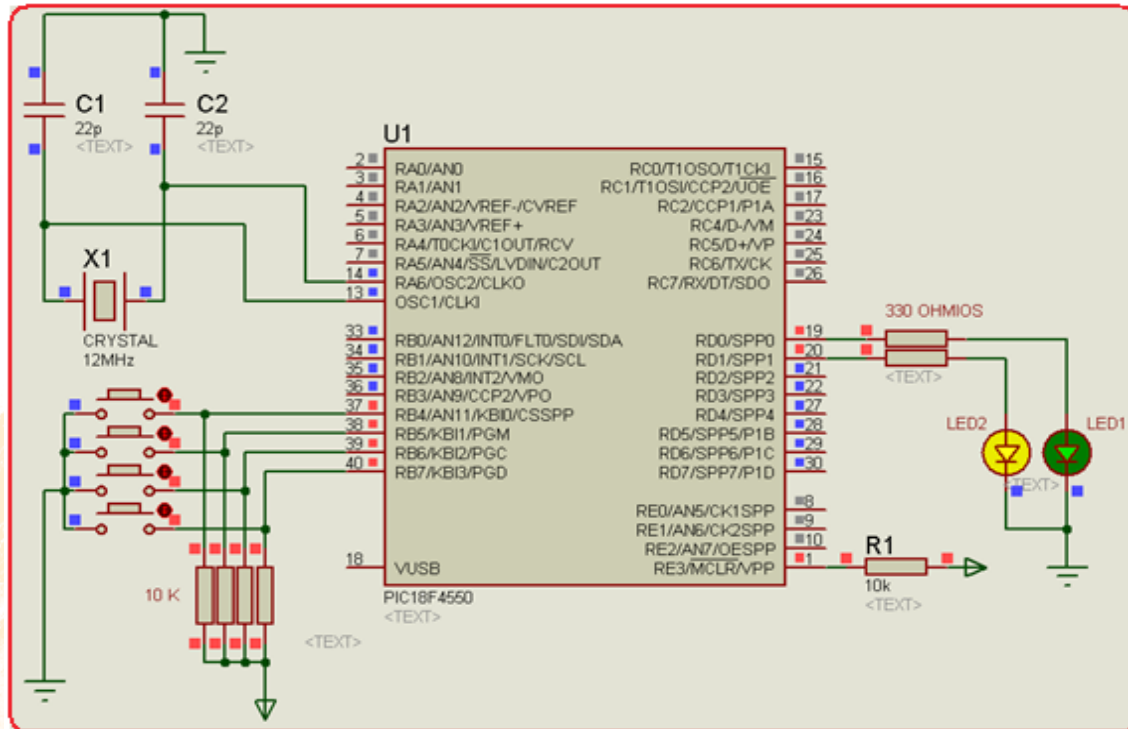 C1
22p
<TEXT>
C2
22p
<TEXT>
X1
CRYSTAL
12MHz
U1
2 RA0/AN0
3 RA1/AN1
4 RA2/AN2/VREF-/CVREF
5 RA3/AN3/VREF+
6 RA4/T0CKI/C1OUT/RCV
7 RA5/AN4/SS/LVDIN/C2OUT
14 RA6/OSC2/CLKO
13 OSC1/CLKI
33 RB0/AN12/INT0/FLT0/SDI/SDA
34 RB1/AN10/INT1/SCK/SCL
35 RB2/AN8/INT2/VMO
36 RB3/AN9/CCP2/VPO
37 RB4/AN11/KBI0/CSSPP
38 RB5/KBI1/PGM
39 RB6/KBI2/PGC
40 RB7/KBI3/PGD
18 VUSB
RC0/T1OSO/T1CKI 15
RC1/T1OSI/CCP2/UOE 16
RC2/CCP1/P1A 17
RC4/D-/VM 23
RC5/D+/VP 24
RC6/TX/CK 25
RC7/RX/DT/SDO 26
RD0/SPP0 19
RD1/SPP1 20
RD2/SPP2 21
RD3/SPP3 22
RD4/SPP4 27
RD5/SPP5/P1B 28
RD6/SPP6/P1C 29
RD7/SPP7/P1D 30
RE0/AN5/CK1SPP 8
RE1/AN6/CK2SPP 9
RE2/AN7/OESPP 10
RE3/MCLR/VPP 1
PIC18F4550
<TEXT>
10 K
<TEXT>
330 OHMIOS
<TEXT>
LED2
LED1
<TEXT>
R1
10k
<TEXT>